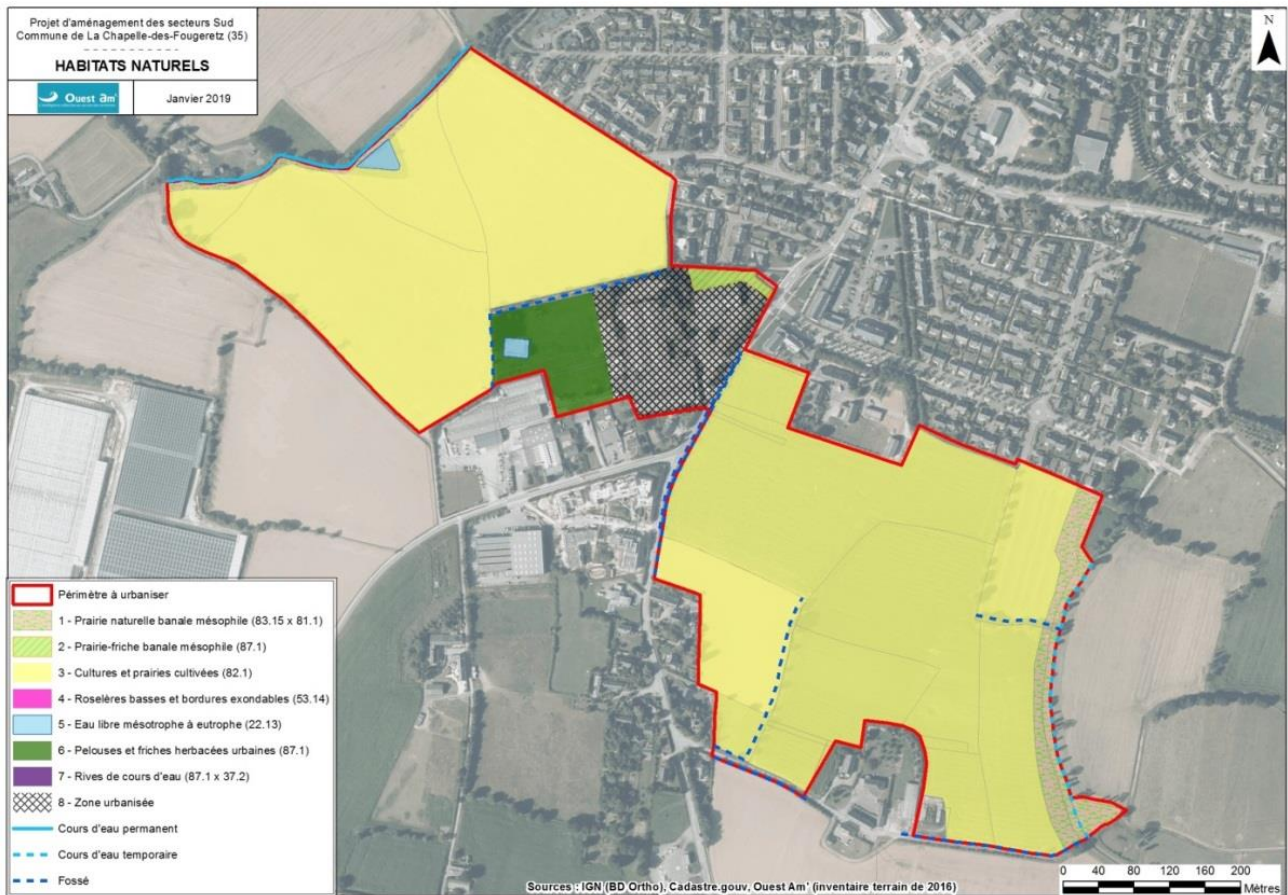 Projet d'aménagement des secteurs Sud
Commune de La Chapelle-des-Fougeretz (35)
HABITATS NATURELS
Ouest am'
Janvier 2019
N
Périmètre à urbaniser
1 - Prairie naturelle banale mésophile (83.15 x 81.1)
2 - Prairie-friche banale mésophile (87.1)
3 - Cultures et prairies cultivées (82.1)
4 - Roselères basses et bordures exondables (53.14)
5 - Eau libre mésotrophe à eutrophe (22.13)
6 - Pelouses et friches herbacées urbaines (87.1)
7 - Rives de cours d'eau (87.1 x 37.2)
8 - Zone urbanisée
Cours d'eau permanent
Cours d'eau temporaire
Fossé
0 40 80 120 160 200
Mètres
Sources : IGN (BD Ortho), Cadastre.gouv, Ouest Am' (inventaire terrain de 2016)